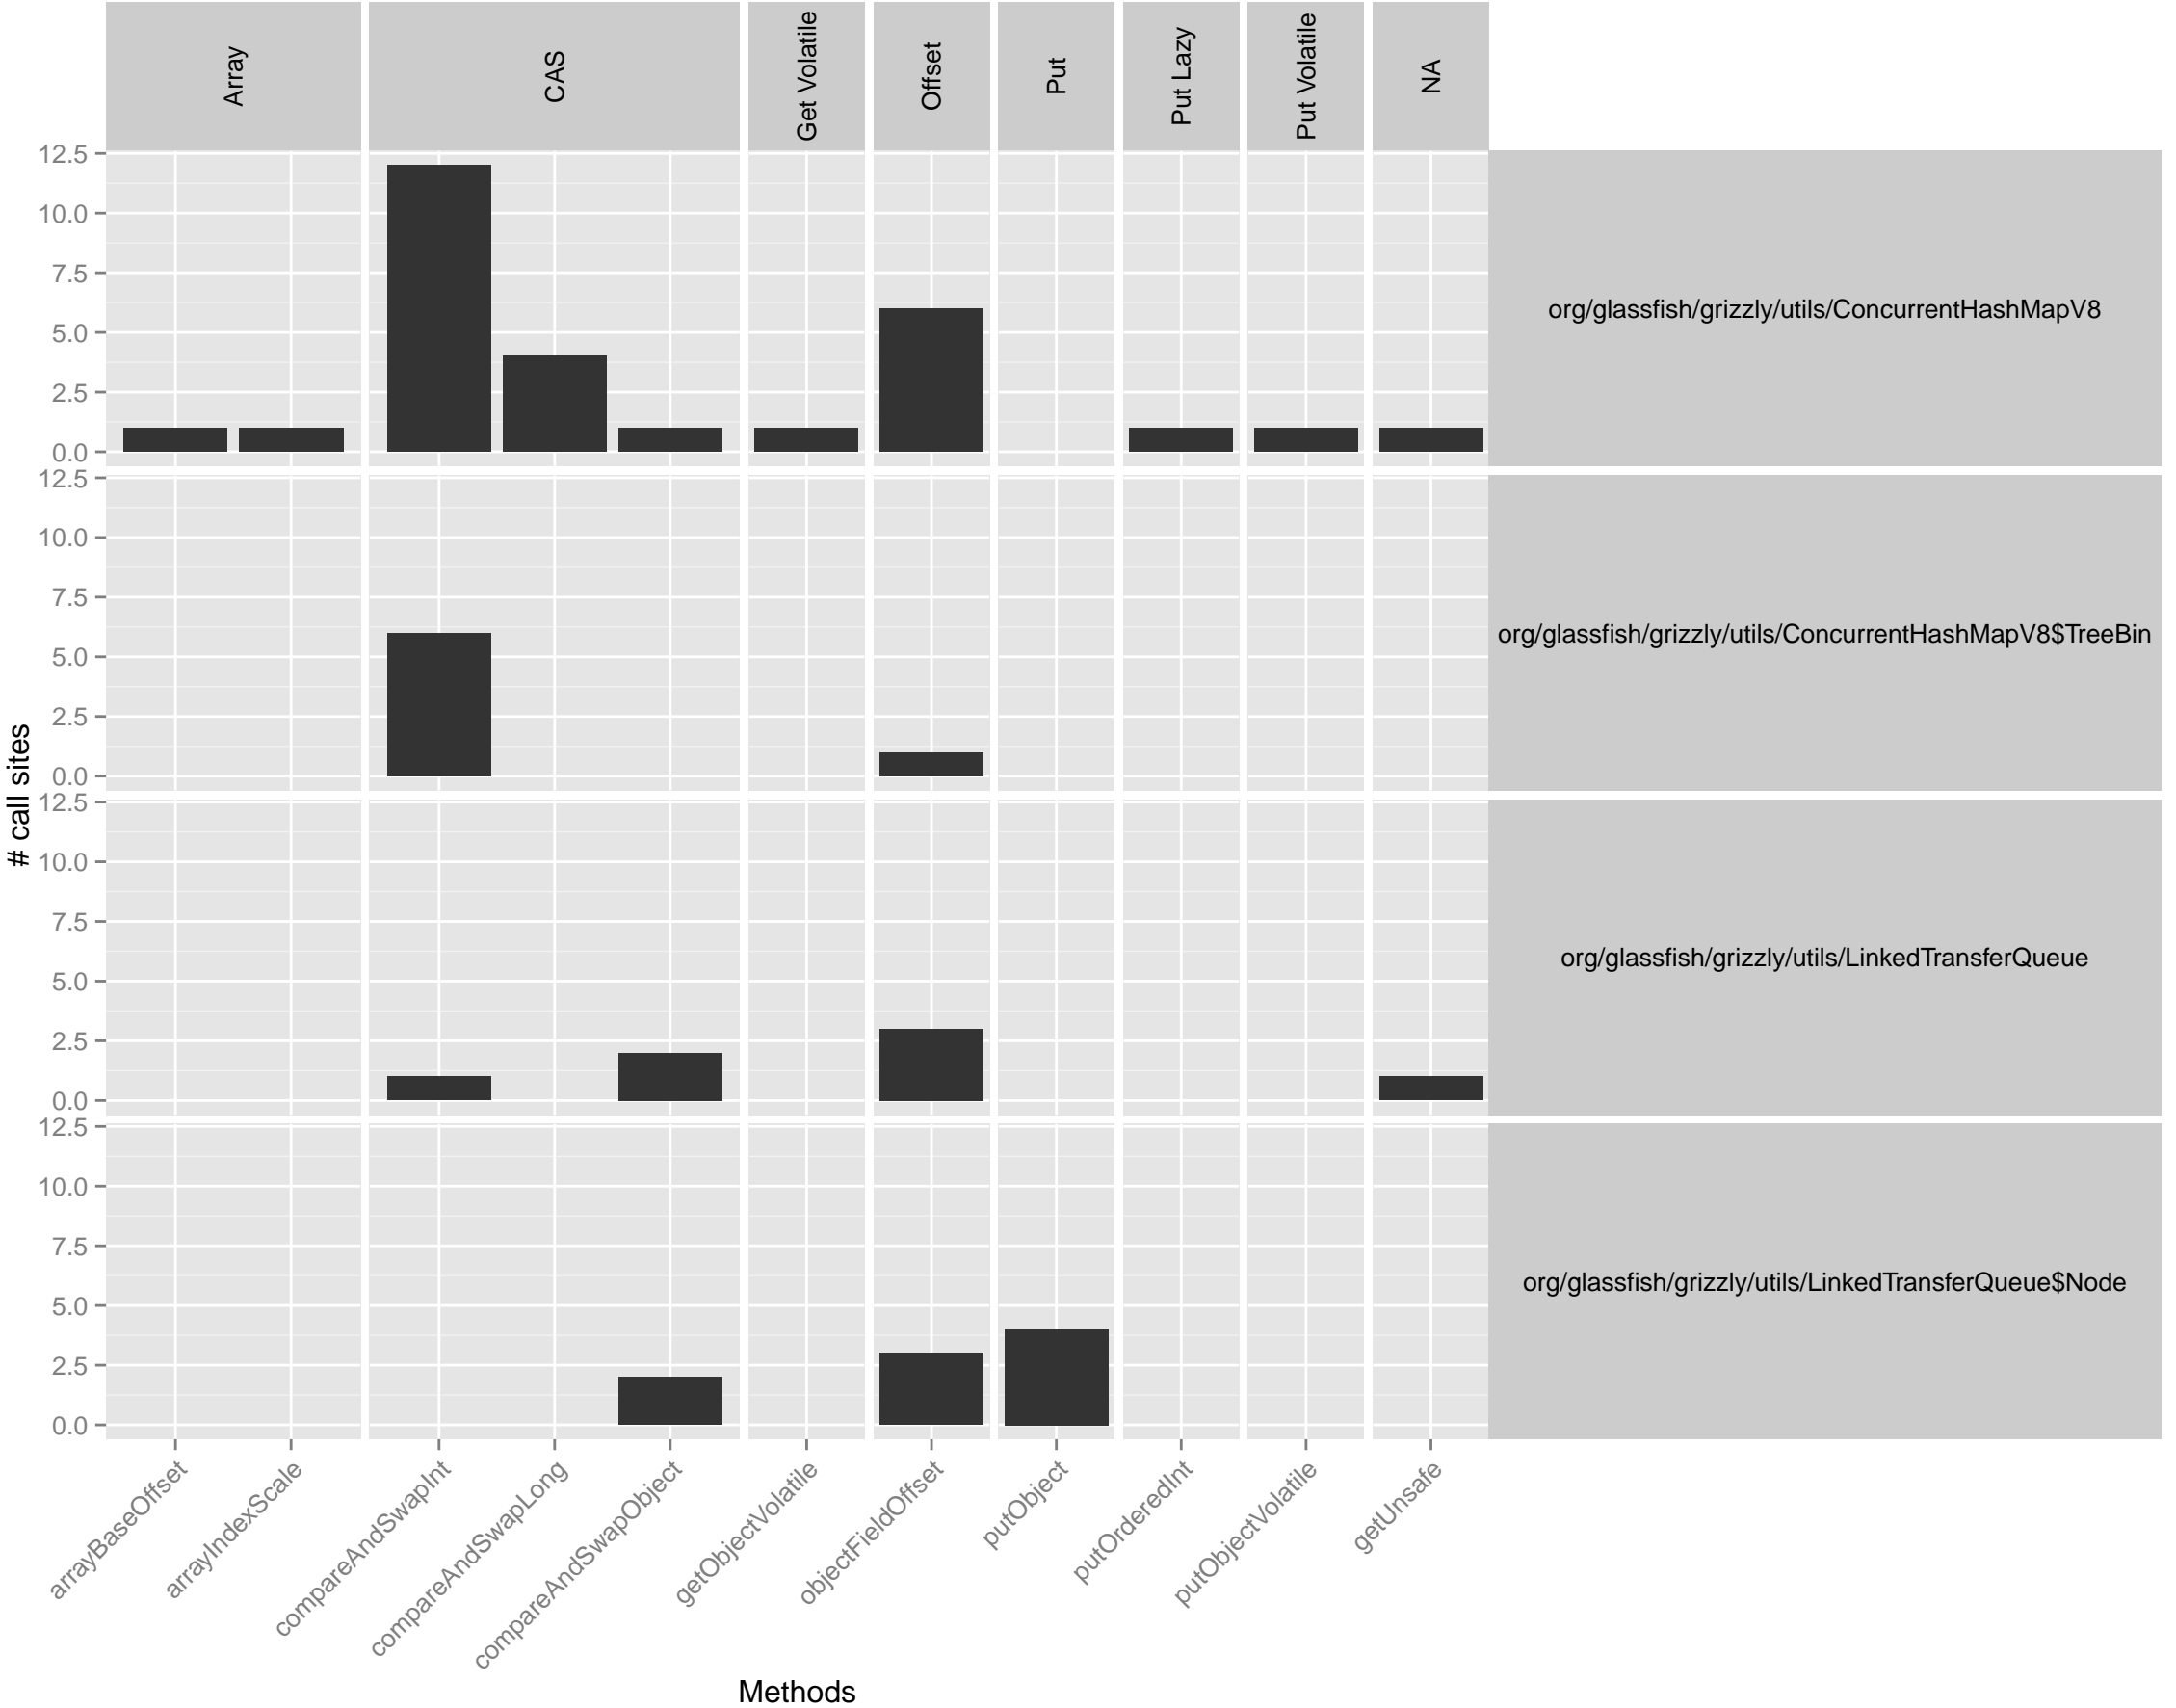 Array
CAS
Get Volatile
Offset
Put
Put Lazy
Put Volatile
NA
12.5
10.0
7.5
5.0
2.5
0.0
org/glassfish/grizzly/utils/ConcurrentHashMapV8
12.5
10.0
7.5
5.0
2.5
0.0
org/glassfish/grizzly/utils/ConcurrentHashMapV8$TreeBin
12.5
10.0
7.5
5.0
2.5
0.0
org/glassfish/grizzly/utils/LinkedTransferQueue
12.5
10.0
7.5
5.0
2.5
0.0
org/glassfish/grizzly/utils/LinkedTransferQueue$Node
# call sites
arrayBaseOffset
arrayIndexScale
compareAndSwapInt
compareAndSwapLong
compareAndSwapObject
getObjectVolatile
objectFieldOffset
putObject
putOrderedInt
putObjectVolatile
getUnsafe
Methods